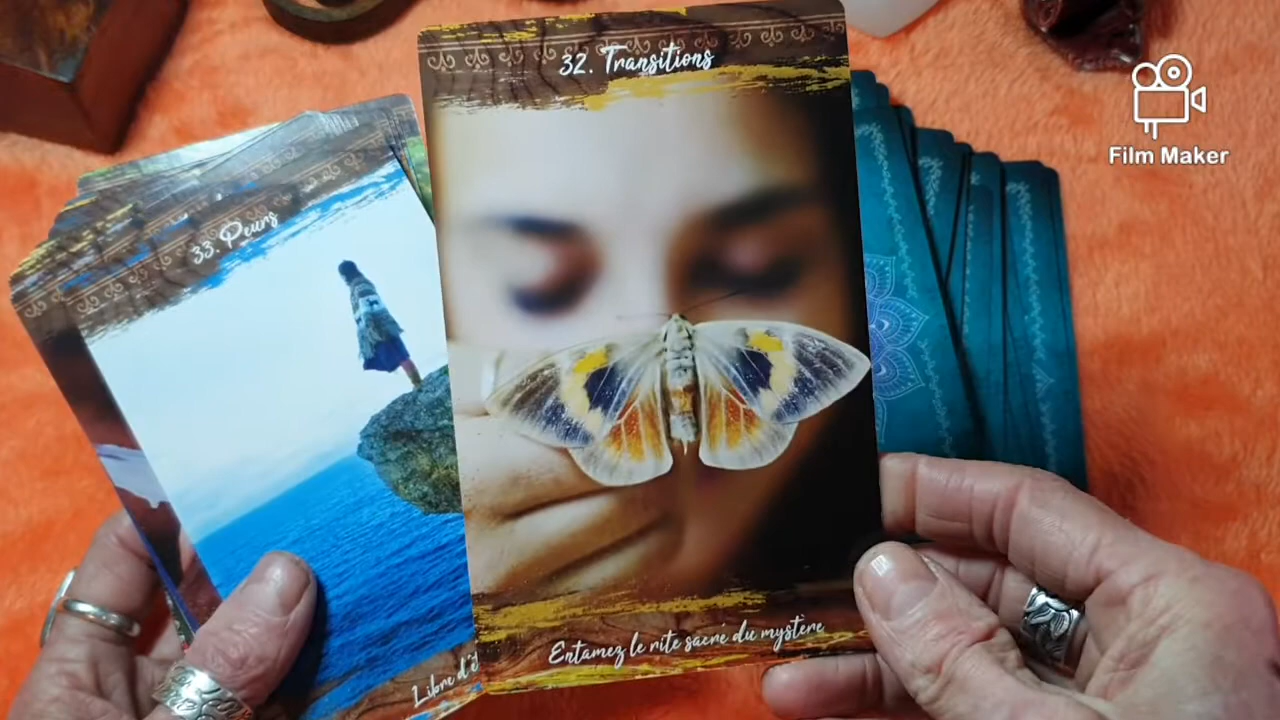 32. Transitions
Film Maker
33. Peurs
Entamez le rite sacré du mystère
Libre